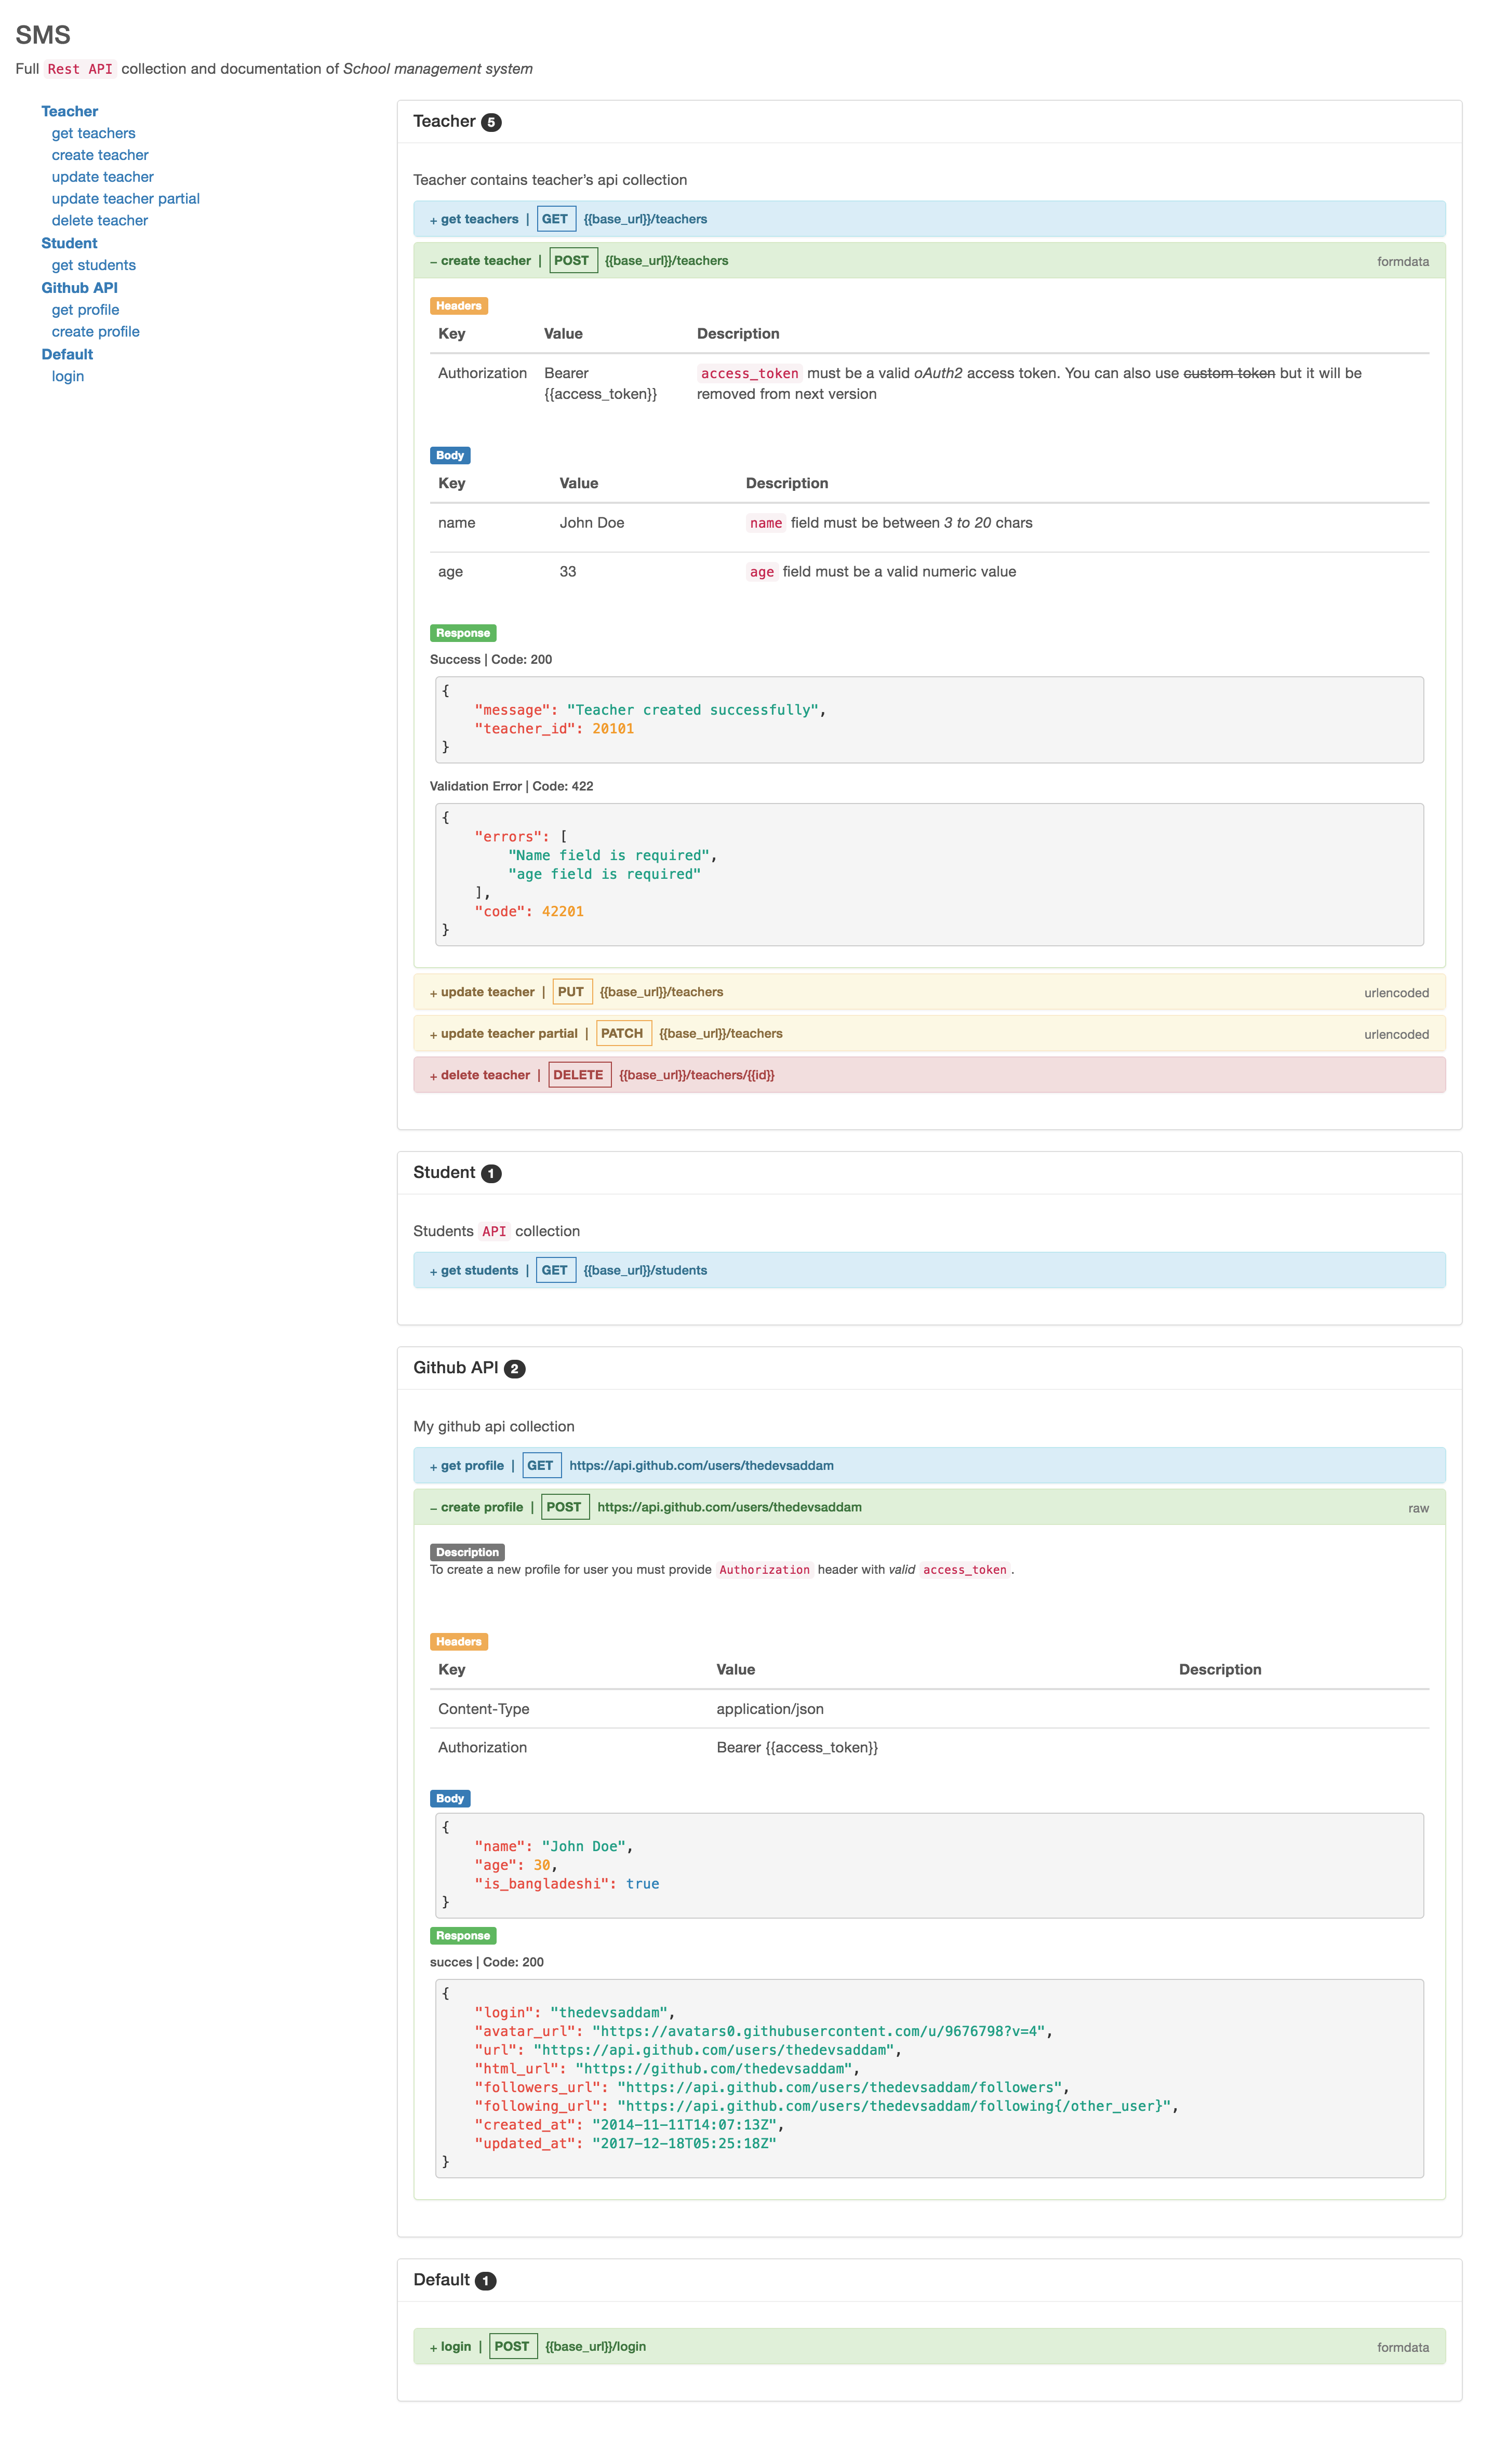 SMS
Full Rest API collection and documentation of School management system
Teacher
get teachers
create teacher
update teacher
update teacher partial
delete teacher
Student
get students
Github API
get profile
create profile
Default
login
Teacher 5
Teacher contains teacher's api collection
+ get teachers | GET {{base_url}}/teachers
– create teacher | POST {{base_url}}/teachers formdata
Headers
Key Value Description
Authorization Bearer {{access_token}} access_token must be a valid oAuth2 access token. You can also use custom token but it will be removed from next version
Body
Key Value Description
name John Doe name field must be between 3 to 20 chars
age 33 age field must be a valid numeric value
Response
Success | Code: 200
{
    "message": "Teacher created successfully",
    "teacher_id": 20101
}
Validation Error | Code: 422
{
    "errors": [
        "Name field is required",
        "age field is required"
    ],
    "code": 42201
}
+ update teacher | PUT {{base_url}}/teachers urlencoded
+ update teacher partial | PATCH {{base_url}}/teachers urlencoded
+ delete teacher | DELETE {{base_url}}/teachers/{{id}}
Student 1
Students API collection
+ get students | GET {{base_url}}/students
Github API 2
My github api collection
+ get profile | GET https://api.github.com/users/thedevsaddam
– create profile | POST https://api.github.com/users/thedevsaddam raw
Description
To create a new profile for user you must provide Authorization header with valid access_token.
Headers
Key Value Description
Content-Type application/json
Authorization Bearer {{access_token}}
Body
{
    "name": "John Doe",
    "age": 30,
    "is_bangladeshi": true
}
Response
succes | Code: 200
{
    "login": "thedevsaddam",
    "avatar_url": "https://avatars0.githubusercontent.com/u/9676798?v=4",
    "url": "https://api.github.com/users/thedevsaddam",
    "html_url": "https://github.com/thedevsaddam",
    "followers_url": "https://api.github.com/users/thedevsaddam/followers",
    "following_url": "https://api.github.com/users/thedevsaddam/following{/other_user}",
    "created_at": "2014-11-11T14:07:13Z",
    "updated_at": "2017-12-18T05:25:18Z"
}
Default 1
+ login | POST {{base_url}}/login formdata